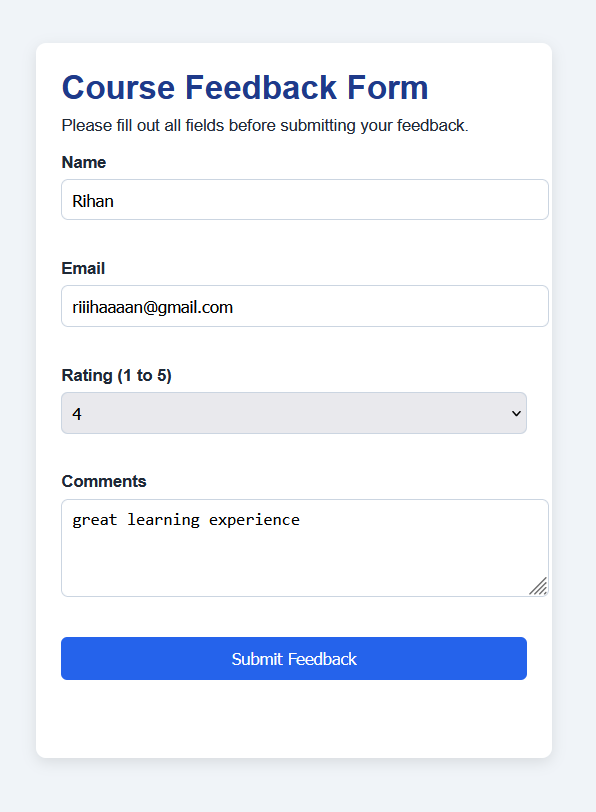 Course Feedback Form
Please fill out all fields before submitting your feedback.
Name
Rihan
Email
riiihaaaan@gmail.com
Rating (1 to 5)
4
Comments
great learning experience
Submit Feedback